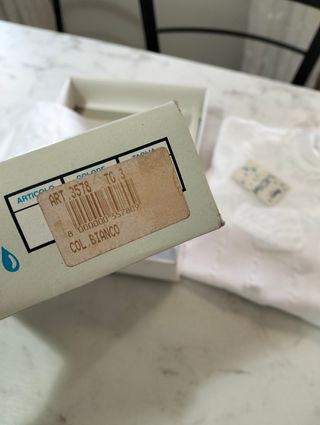 ARTICOLO COLORE TAGLIA
ART 3578 TG 3
COL.BIANCO